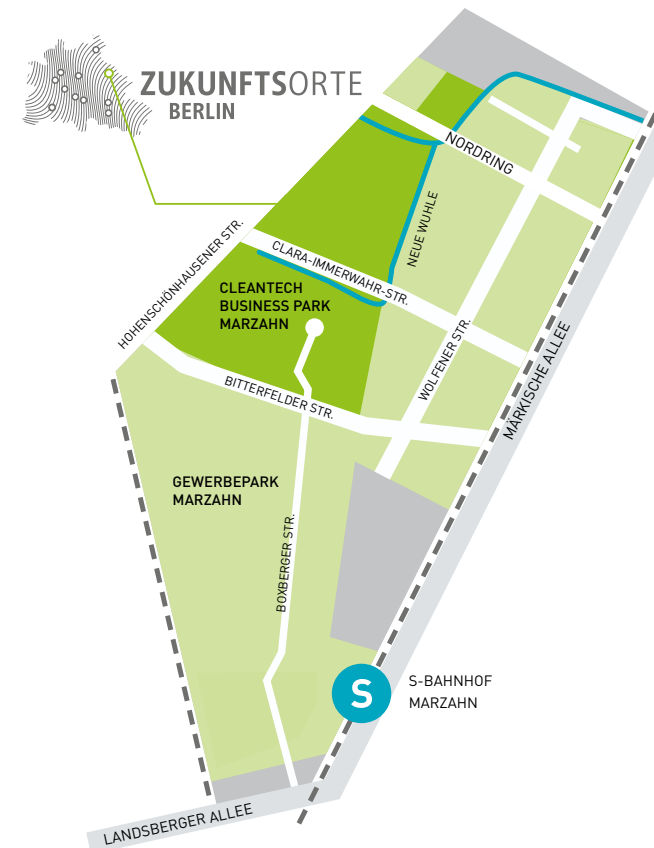 ZUKUNFTSORTE
BERLIN
NORDRING
NEUE WUHLE
HOHENSCHÖNHAUSENER STR.
CLARA-IMMERWAHR-STR.
CLEANTECH
BUSINESS PARK
MARZAHN
WOLFENER STR.
MÄRKISCHE ALLEE
BITTERFELDER STR.
GEWERBEPARK
MARZAHN
BOXBERGER STR.
S
S-BAHNHOF
MARZAHN
LANDSBERGER ALLEE